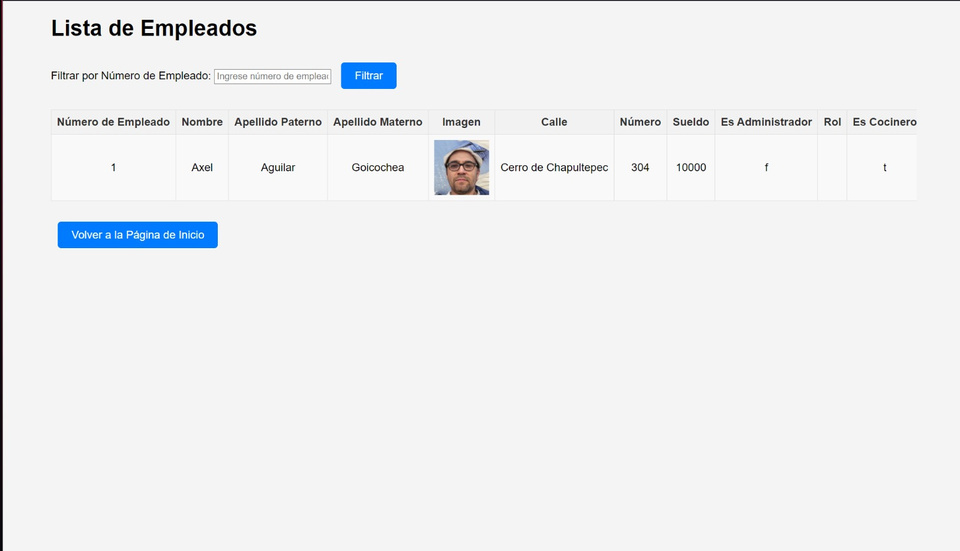 Lista de Empleados
Filtrar por Número de Empleado: Ingrese número de emplea Filtrar
Número de Empleado Nombre Apellido Paterno Apellido Materno Imagen Calle Número Sueldo Es Administrador Rol Es Cocinero
1 Axel Aguilar Goicochea Cerro de Chapultepec 304 10000 f t
Volver a la Página de Inicio